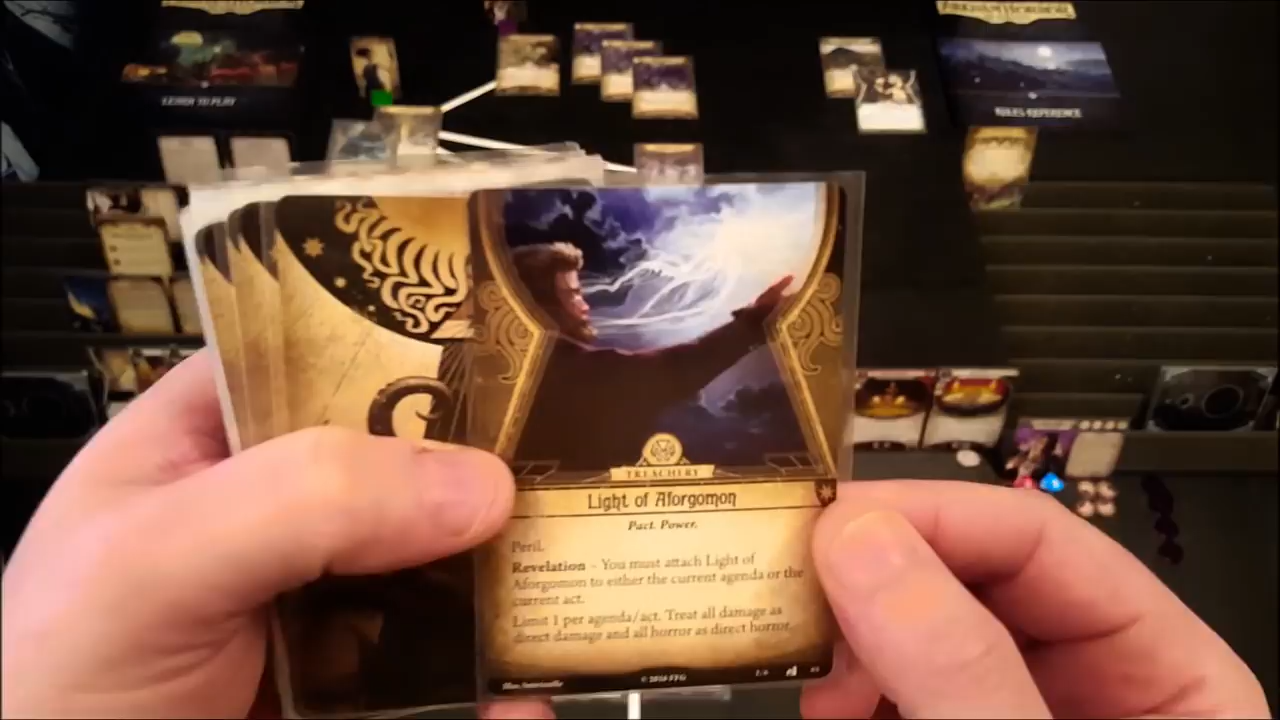 ARKHAM HORROR
LEARN TO PLAY
RULES REFERENCE
TREACHERY
Light of Aforgomon
Pact. Power.
Peril.
Revelation – You must attach Light of
Aforgomon to either the current agenda or the
current act.
Limit 1 per agenda/act. Treat all damage as
direct damage and all horror as direct horror.
© 2016 FFG